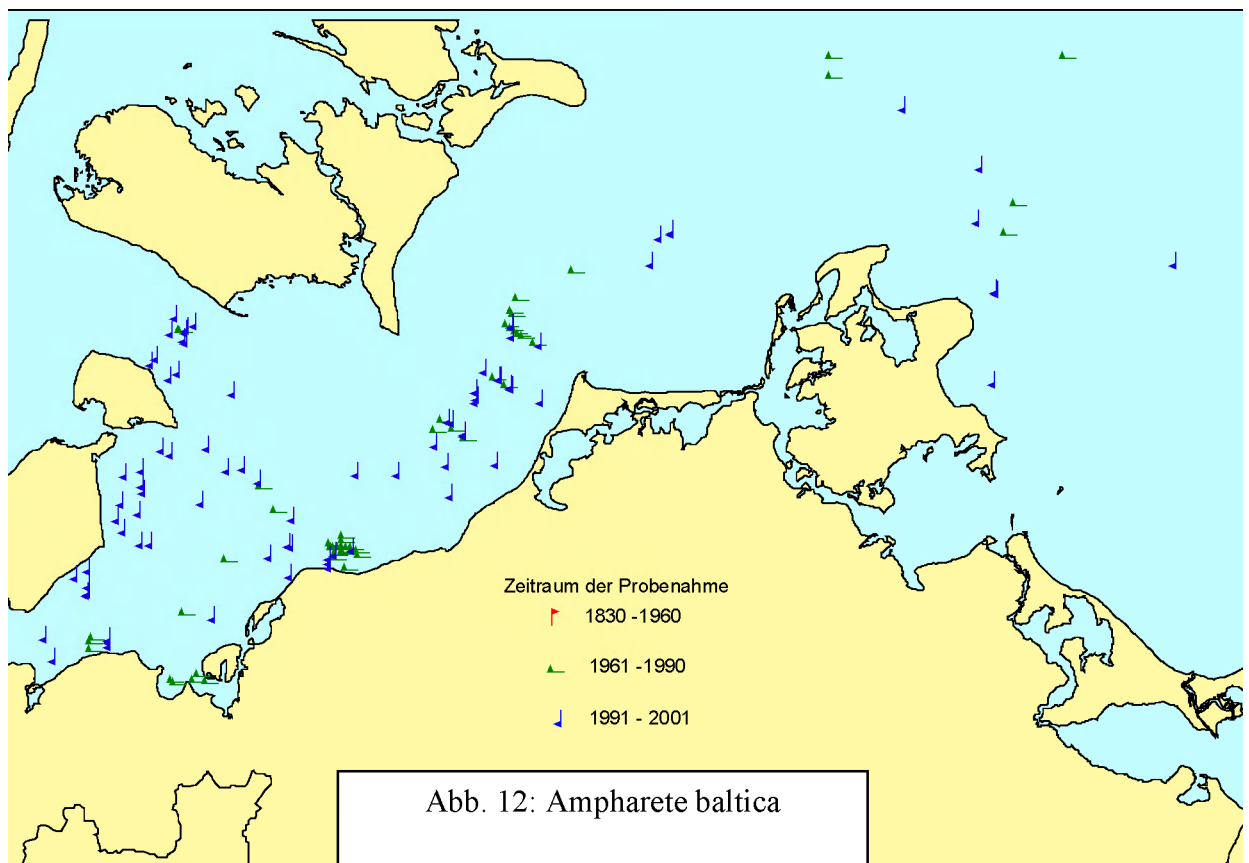 Zeitraum der Probenahme
1830 -1960
1961 -1990
1991 - 2001
Abb. 12: Ampharete baltica